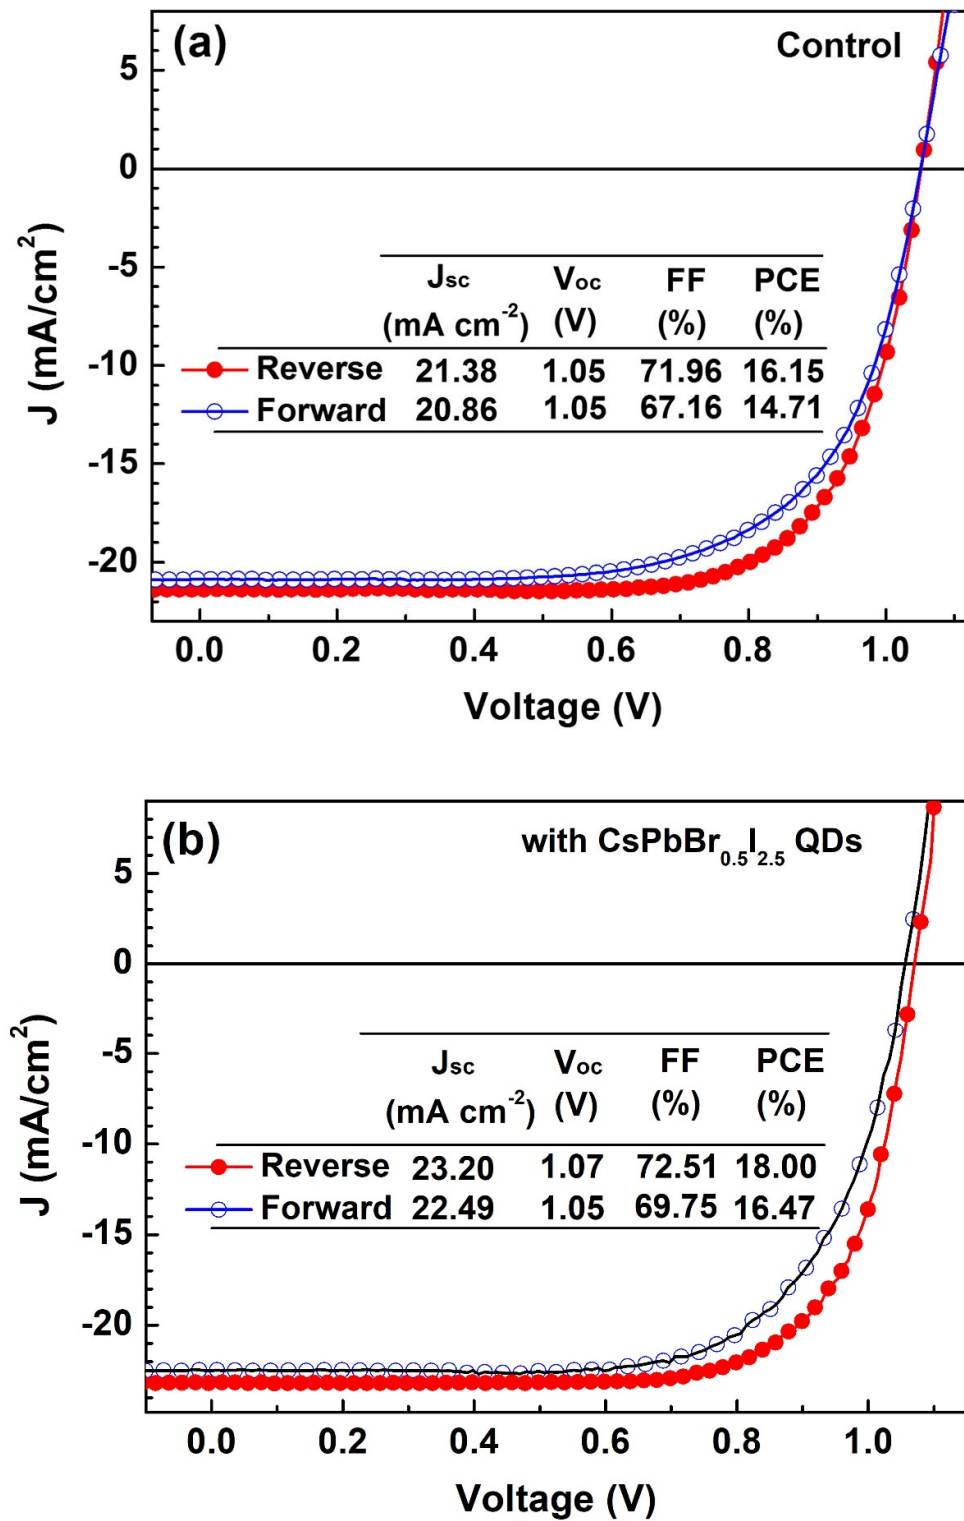 (a)
Control
5
0
-5
-10
-15
-20
J (mA/cm²)
Jsc Voc FF PCE
(mA cm⁻²) (V) (%) (%)
Reverse 21.38 1.05 71.96 16.15
Forward 20.86 1.05 67.16 14.71
0.0 0.2 0.4 0.6 0.8 1.0
Voltage (V)
(b)
with CsPbBr0.5I2.5 QDs
5
0
-5
-10
-15
-20
J (mA/cm²)
Jsc Voc FF PCE
(mA cm⁻²) (V) (%) (%)
Reverse 23.20 1.07 72.51 18.00
Forward 22.49 1.05 69.75 16.47
0.0 0.2 0.4 0.6 0.8 1.0
Voltage (V)